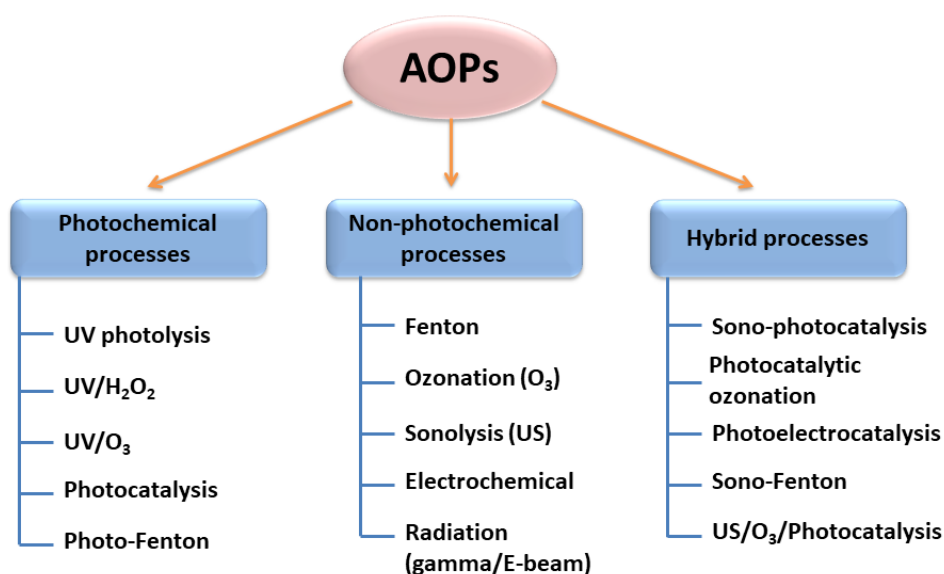 AOPs
Photochemical
processes
UV photolysis
UV/H₂O₂
UV/O₃
Photocatalysis
Photo-Fenton
Non-photochemical
processes
Fenton
Ozonation (O₃)
Sonolysis (US)
Electrochemical
Radiation
(gamma/E-beam)
Hybrid processes
Sono-photocatalysis
Photocatalytic
ozonation
Photoelectrocatalysis
Sono-Fenton
US/O₃/Photocatalysis